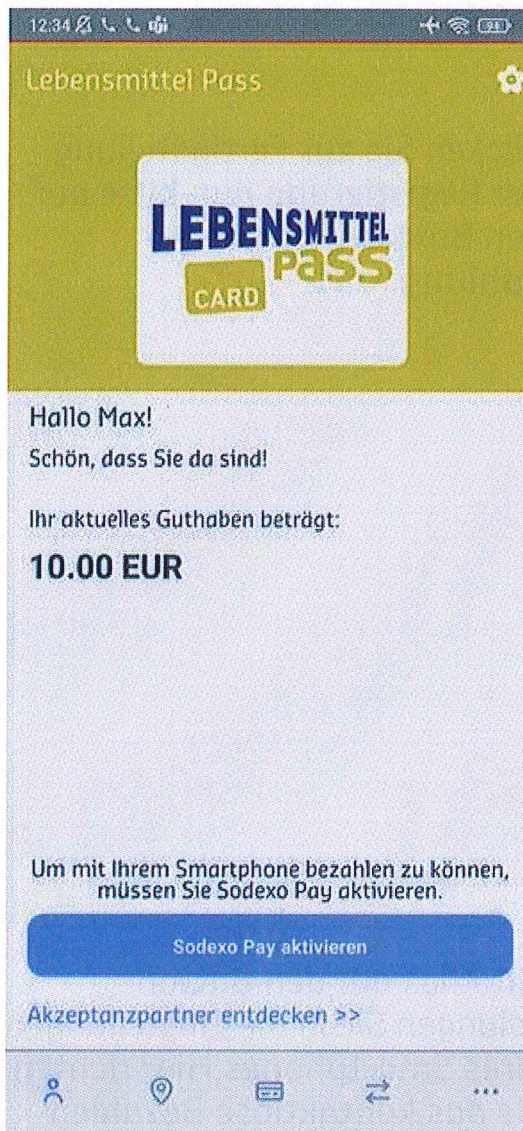 12:34
94
Lebensmittel Pass
LEBENSMITTEL
Pass
CARD
Hallo Max!
Schön, dass Sie da sind!
Ihr aktuelles Guthaben beträgt:
10.00 EUR
Um mit Ihrem Smartphone bezahlen zu können,
müssen Sie Sodexo Pay aktivieren.
Sodexo Pay aktivieren
Akzeptanzpartner entdecken >>